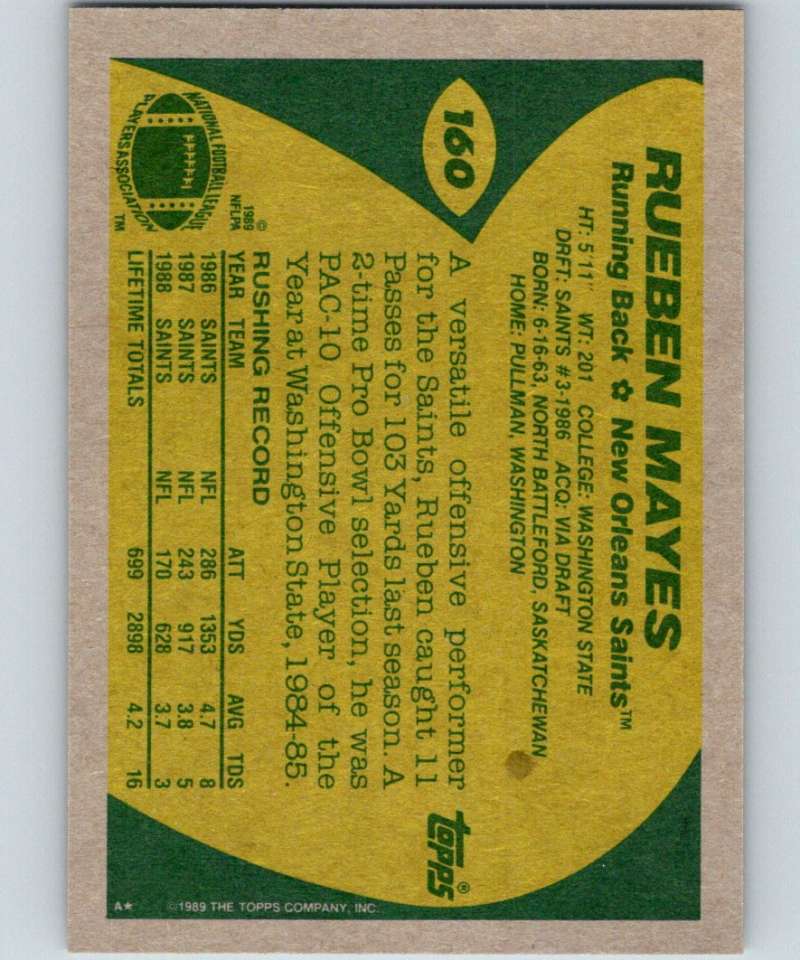 160
RUEBEN MAYES
Running Back ✿ New Orleans Saints™
HT: 5'11" WT: 201 COLLEGE: WASHINGTON STATE
DRFT: SAINTS #3-1986 ACQ: VIA DRAFT
BORN: 6-16-63, NORTH BATTLEFORD, SASKATCHEWAN
HOME: PULLMAN, WASHINGTON
A versatile offensive performer
for the Saints, Rueben caught 11
Passes for 103 Yards last season. A
2-time Pro Bowl selection, he was
PAC-10 Offensive Player of the
Year at Washington State, 1984-85.
topps®
NATIONAL FOOTBALL LEAGUE
PLAYERS ASSOCIATION
™
© 1989
NFLPA
RUSHING RECORD
YEAR TEAM ATT YDS AVG TDS
1986 SAINTS NFL 286 1353 4.7 8
1987 SAINTS NFL 243 917 3.8 5
1988 SAINTS NFL 170 628 3.7 3
LIFETIME TOTALS 699 2898 4.2 16
A★ ©1989 THE TOPPS COMPANY, INC.